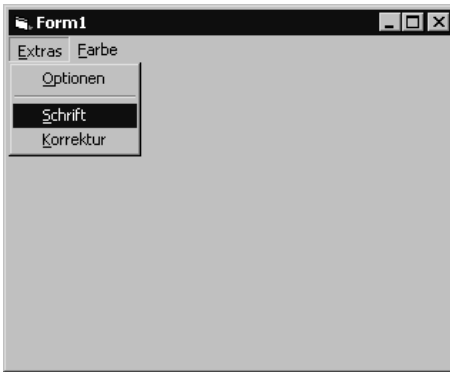 Form1
Extras Farbe
Optionen
Schrift
Korrektur